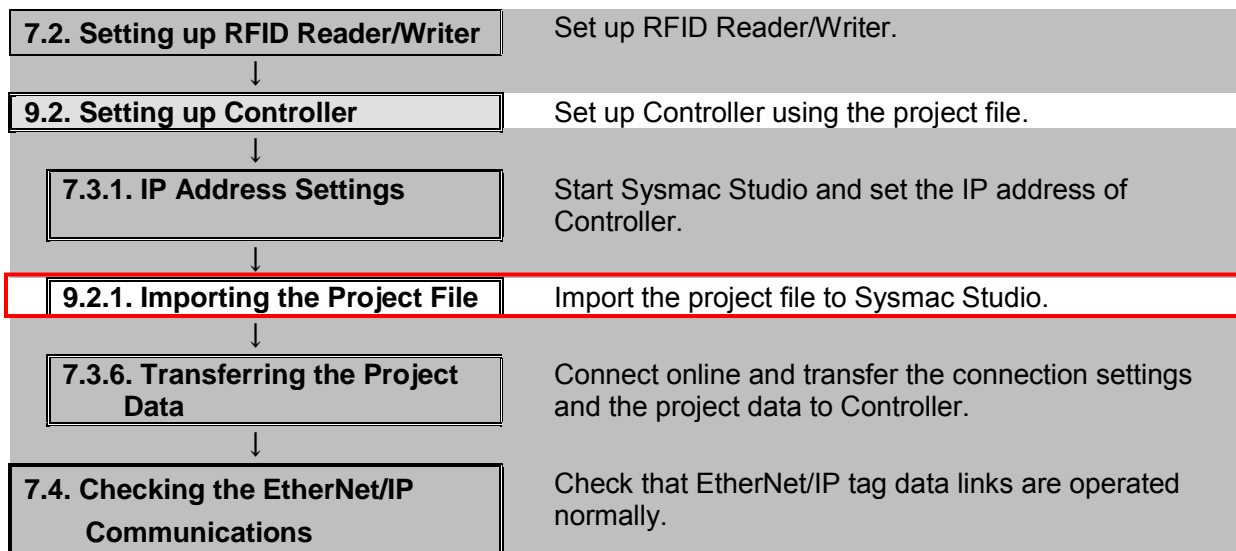 7.2. Setting up RFID Reader/Writer
Set up RFID Reader/Writer.
↓
9.2. Setting up Controller
Set up Controller using the project file.
↓
7.3.1. IP Address Settings
Start Sysmac Studio and set the IP address of
Controller.
↓
9.2.1. Importing the Project File
Import the project file to Sysmac Studio.
↓
7.3.6. Transferring the Project
Data
Connect online and transfer the connection settings
and the project data to Controller.
↓
7.4. Checking the EtherNet/IP
Communications
Check that EtherNet/IP tag data links are operated
normally.